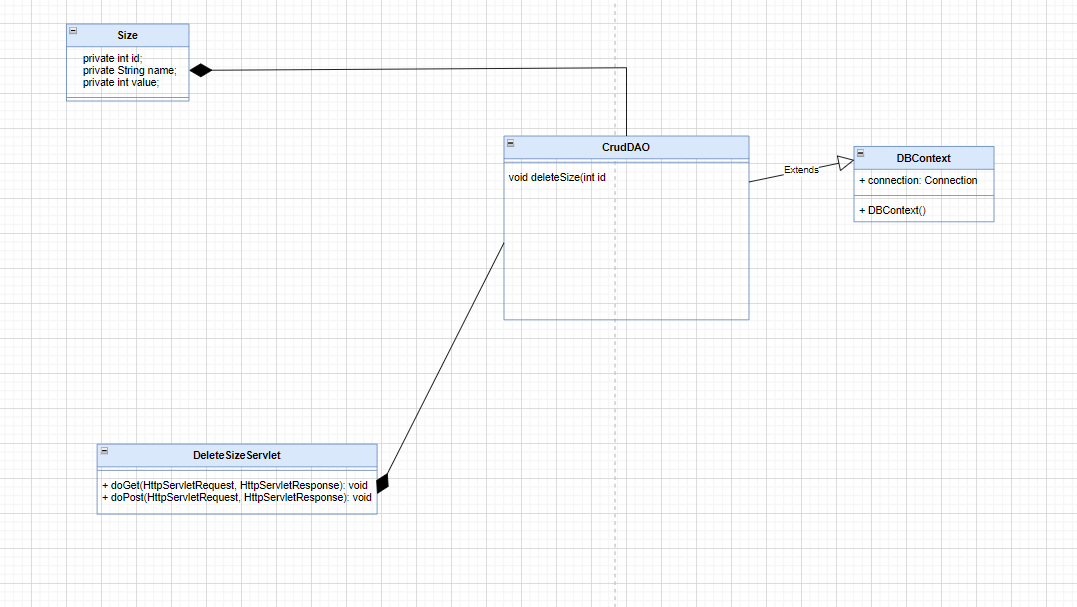 Size
private int id;
private String name;
private int value;
CrudDAO
void deleteSize(int id
Extends
DBContext
+ connection: Connection
+ DBContext()
DeleteSizeServlet
+ doGet(HttpServletRequest, HttpServletResponse): void
+ doPost(HttpServletRequest, HttpServletResponse): void